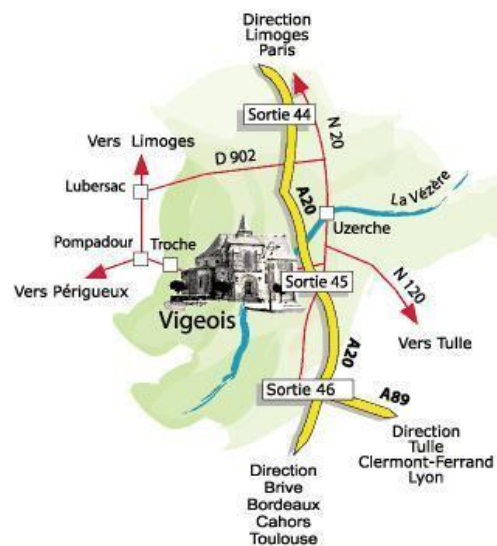 Direction
Limoges
Paris
Sortie 44
N 20
Vers Limoges
D 902
Lubersac
La Vézère
A20
Uzerche
Pompadour
Troche
Vers Périgueux
Sortie 45
N 120
Vigeois
Vers Tulle
A20
Sortie 46
A89
Direction
Tulle
Clermont-Ferrand
Lyon
Direction
Brive
Bordeaux
Cahors
Toulouse